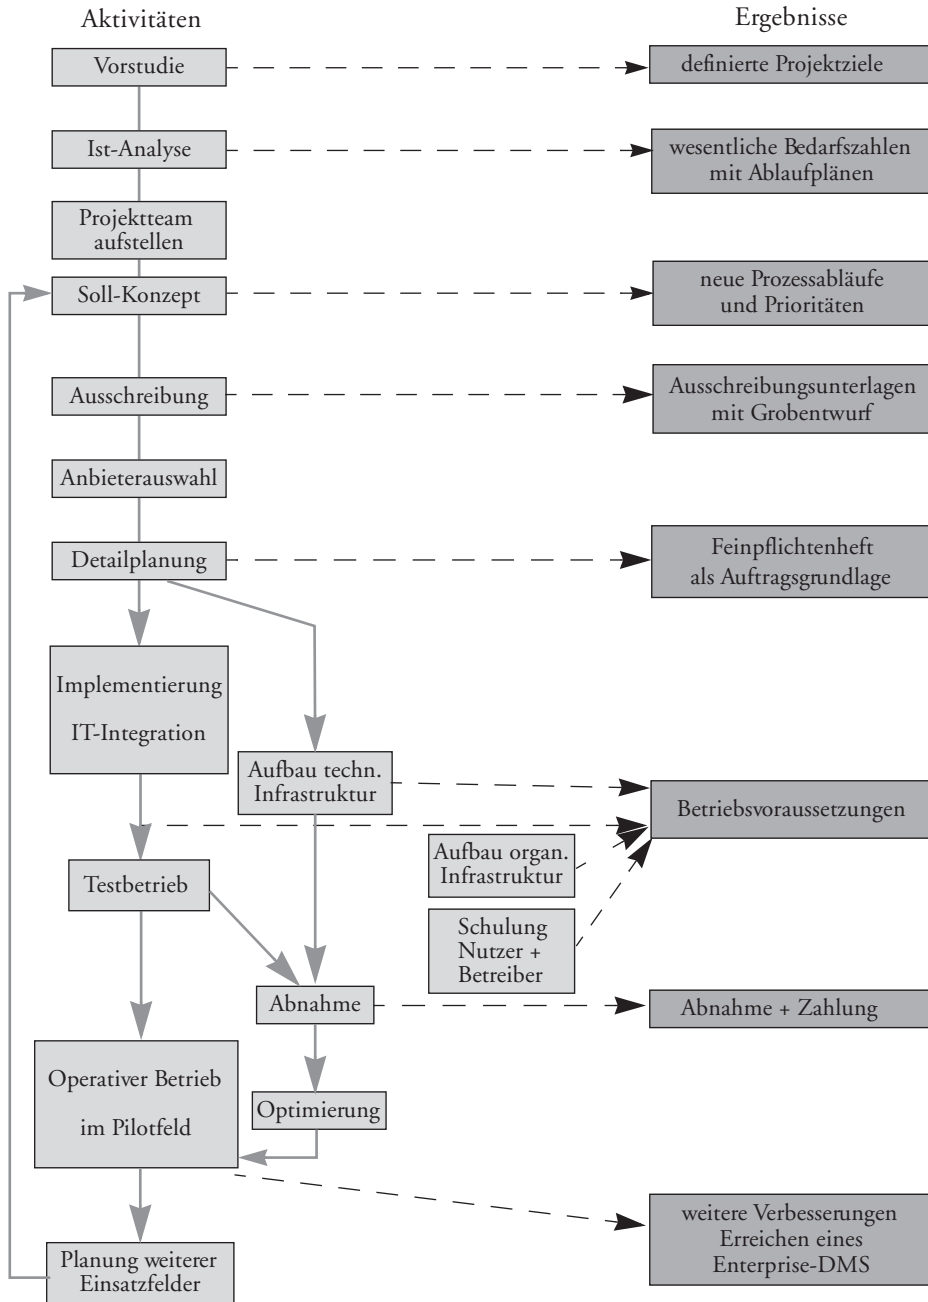 Aktivitäten
Ergebnisse
Vorstudie
definierte Projektziele
Ist-Analyse
wesentliche Bedarfszahlen
mit Ablaufplänen
Projektteam
aufstellen
Soll-Konzept
neue Prozessabläufe
und Prioritäten
Ausschreibung
Ausschreibungsunterlagen
mit Grobentwurf
Anbieterauswahl
Detailplanung
Feinpflichtenheft
als Auftragsgrundlage
Implementierung
IT-Integration
Aufbau techn.
Infrastruktur
Betriebsvoraussetzungen
Aufbau organ.
Infrastruktur
Testbetrieb
Schulung
Nutzer +
Betreiber
Abnahme
Abnahme + Zahlung
Operativer Betrieb
im Pilotfeld
Optimierung
weitere Verbesserungen
Erreichen eines
Enterprise-DMS
Planung weiterer
Einsatzfelder